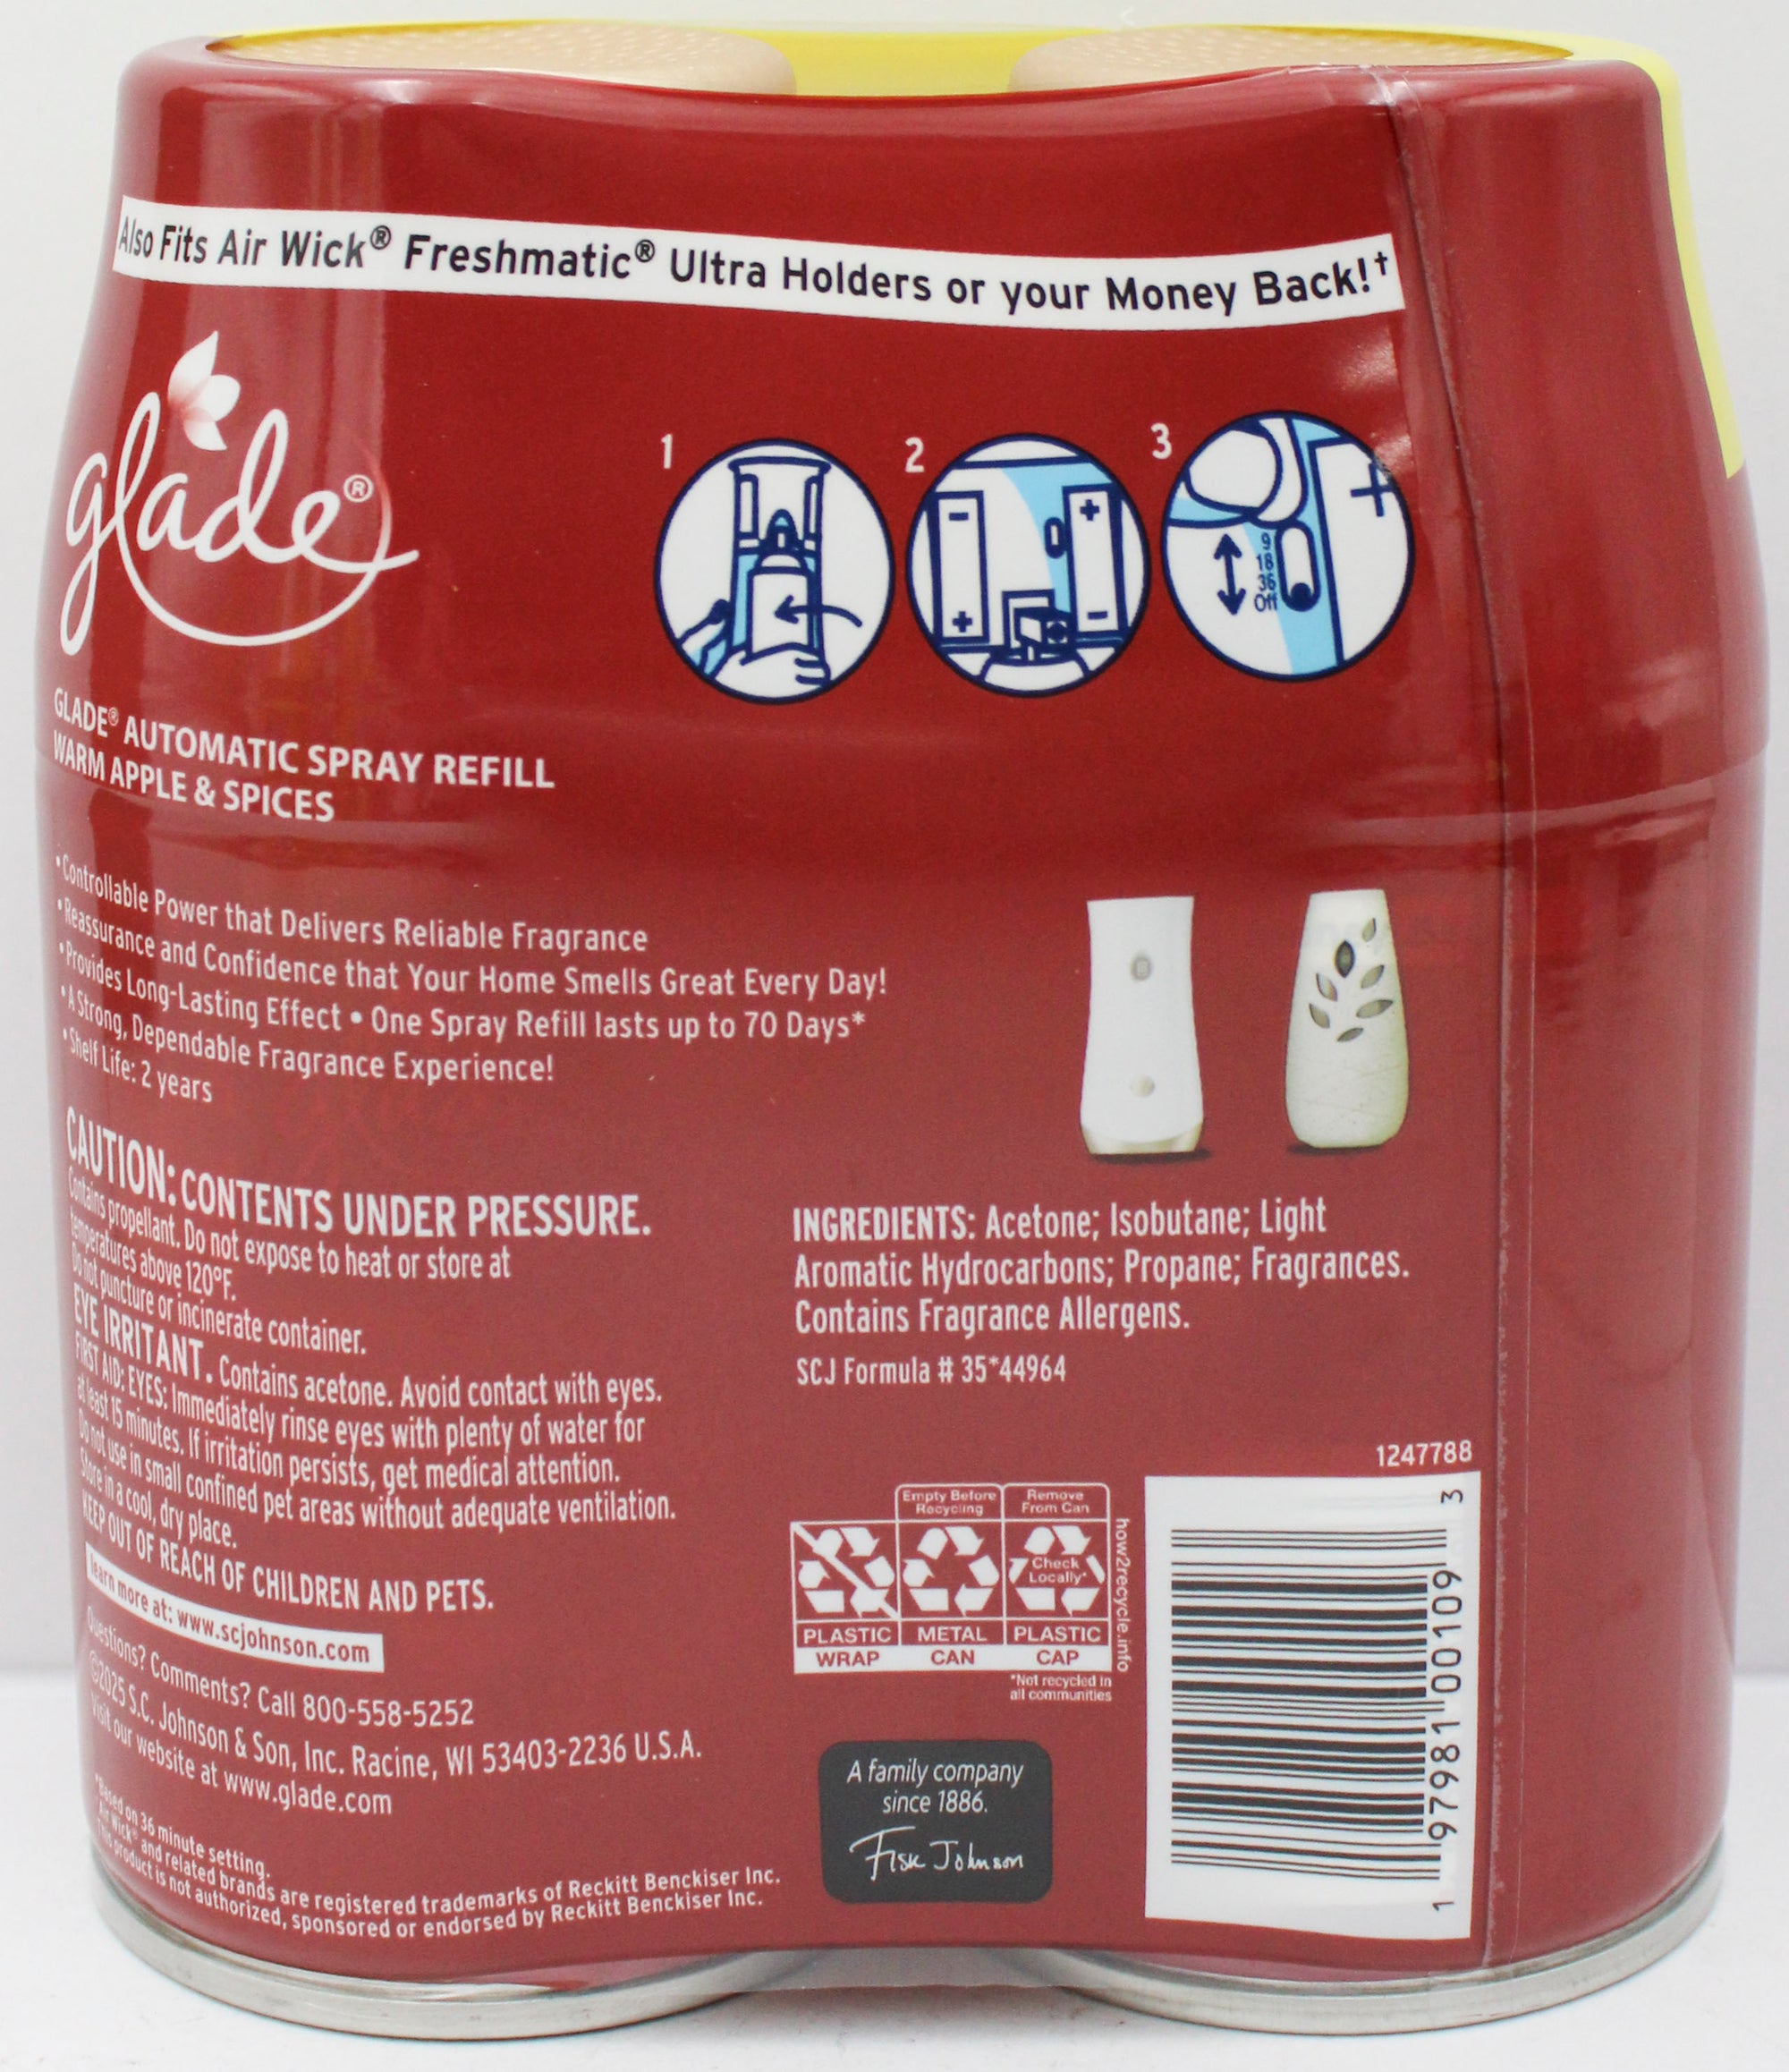 Also Fits Air Wick® Freshmatic® Ultra Holders or your Money Back!†
glade®
1
2
3
-
+
+
-
+
9
18
36
Off
GLADE® AUTOMATIC SPRAY REFILL
WARM APPLE & SPICES
•Controllable Power that Delivers Reliable Fragrance
•Reassurance and Confidence that Your Home Smells Great Every Day!
•Provides Long-Lasting Effect • One Spray Refill lasts up to 70 Days*
•A Strong, Dependable Fragrance Experience!
•Shelf Life: 2 years
CAUTION: CONTENTS UNDER PRESSURE.
Contains propellant. Do not expose to heat or store at
temperatures above 120°F.
Do not puncture or incinerate container.
EYE IRRITANT. Contains acetone. Avoid contact with eyes.
FIRST AID: EYES: Immediately rinse eyes with plenty of water for
at least 15 minutes. If irritation persists, get medical attention.
Do not use in small confined pet areas without adequate ventilation.
Store in a cool, dry place.
KEEP OUT OF REACH OF CHILDREN AND PETS.
learn more at: www.scjohnson.com
Questions? Comments? Call 800-558-5252
©2025 S.C. Johnson & Son, Inc. Racine, WI 53403-2236 U.S.A.
Visit our website at www.glade.com
*Based on 36 minute setting.
Air Wick® and related brands are registered trademarks of Reckitt Benckiser Inc.
This product is not authorized, sponsored or endorsed by Reckitt Benckiser Inc.
INGREDIENTS: Acetone; Isobutane; Light
Aromatic Hydrocarbons; Propane; Fragrances.
Contains Fragrance Allergens.
SCJ Formula # 35*44964
Empty Before
Recycling
Remove
From Can
Check
Locally*
PLASTIC
WRAP
METAL
CAN
PLASTIC
CAP
*Not recycled in
all communities
how2recycle.info
A family company
since 1886.
Fisk Johnson
1247788
1 97981 00109 3